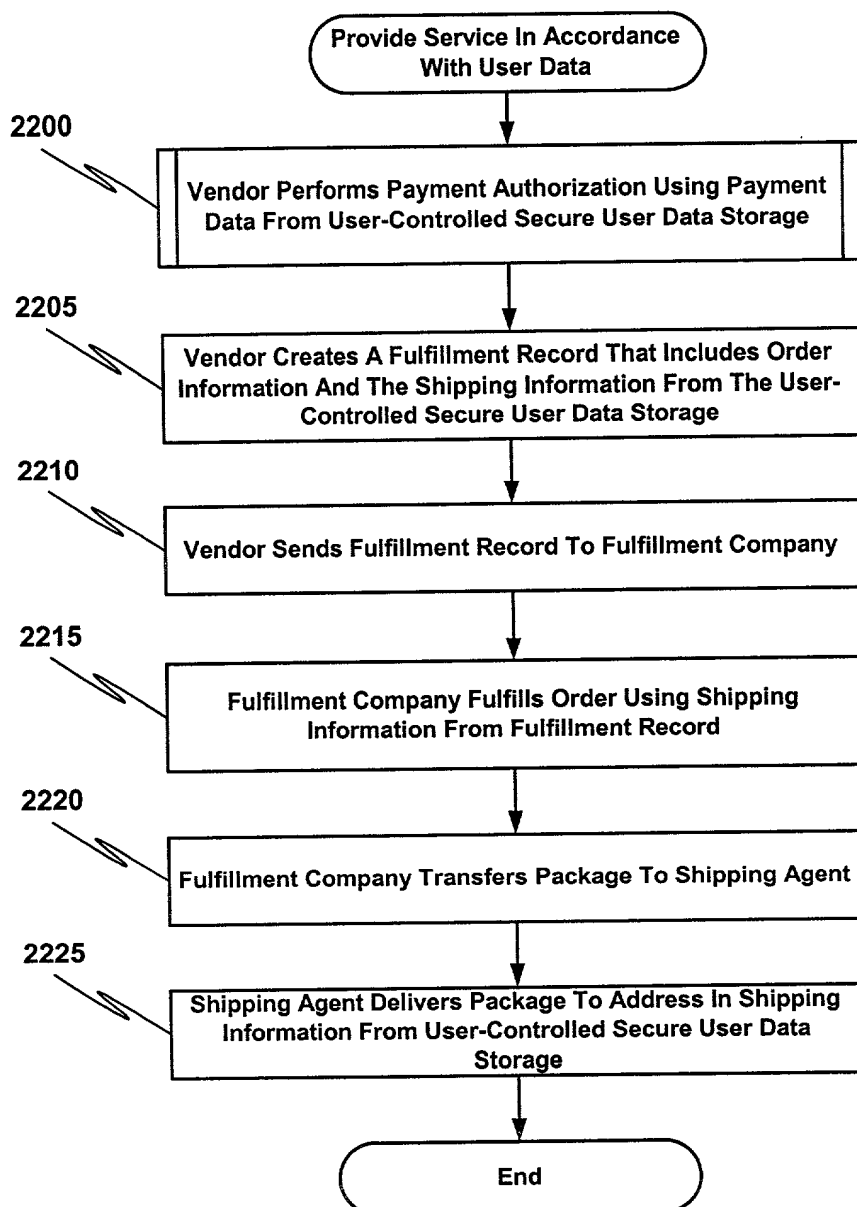 Provide Service In Accordance
With User Data
2200
Vendor Performs Payment Authorization Using Payment
Data From User-Controlled Secure User Data Storage
2205
Vendor Creates A Fulfillment Record That Includes Order
Information And The Shipping Information From The User-
Controlled Secure User Data Storage
2210
Vendor Sends Fulfillment Record To Fulfillment Company
2215
Fulfillment Company Fulfills Order Using Shipping
Information From Fulfillment Record
2220
Fulfillment Company Transfers Package To Shipping Agent
2225
Shipping Agent Delivers Package To Address In Shipping
Information From User-Controlled Secure User Data
Storage
End